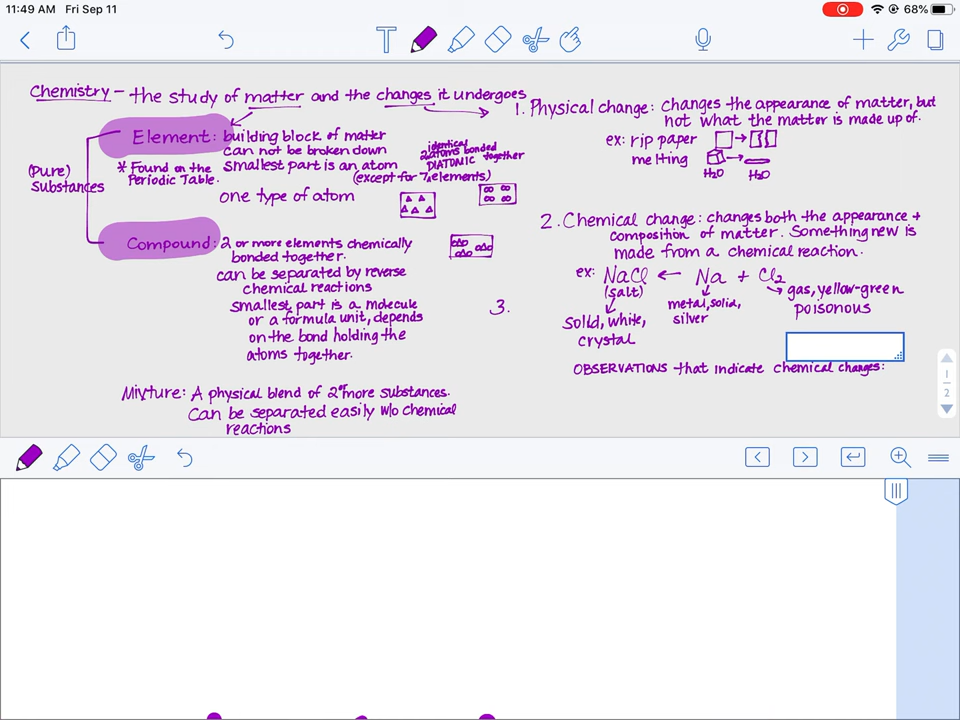 11:49 AM Fri Sep 11
68%
T
Chemistry - the study of matter and the changes it undergoes
Element: building block of matter
can not be broken down
smallest part is an atom
(except for 7 elements)
identical
2 atoms bonded together
DIATOMIC
* Found on the
Periodic Table.
one type of atom
(Pure)
Substances
Compound: 2 or more elements chemically
bonded together.
can be separated by reverse
chemical reactions
smallest part is a molecule
or a formula unit, depends
on the bond holding the
atoms together.
Mixture: A physical blend of 2 or more substances.
Can be separated easily w/o chemical
reactions
1. Physical change: changes the appearance of matter, but
not what the matter is made up of.
ex: rip paper
melting
H2O H2O
2. Chemical change: changes both the appearance +
composition of matter. Something new is
made from a chemical reaction.
ex: NaCl ← Na + Cl2
(salt)
solid, white,
crystal
metal, solid,
silver
gas, yellow-green
poisonous
3.
OBSERVATIONS that indicate chemical changes:
1
2